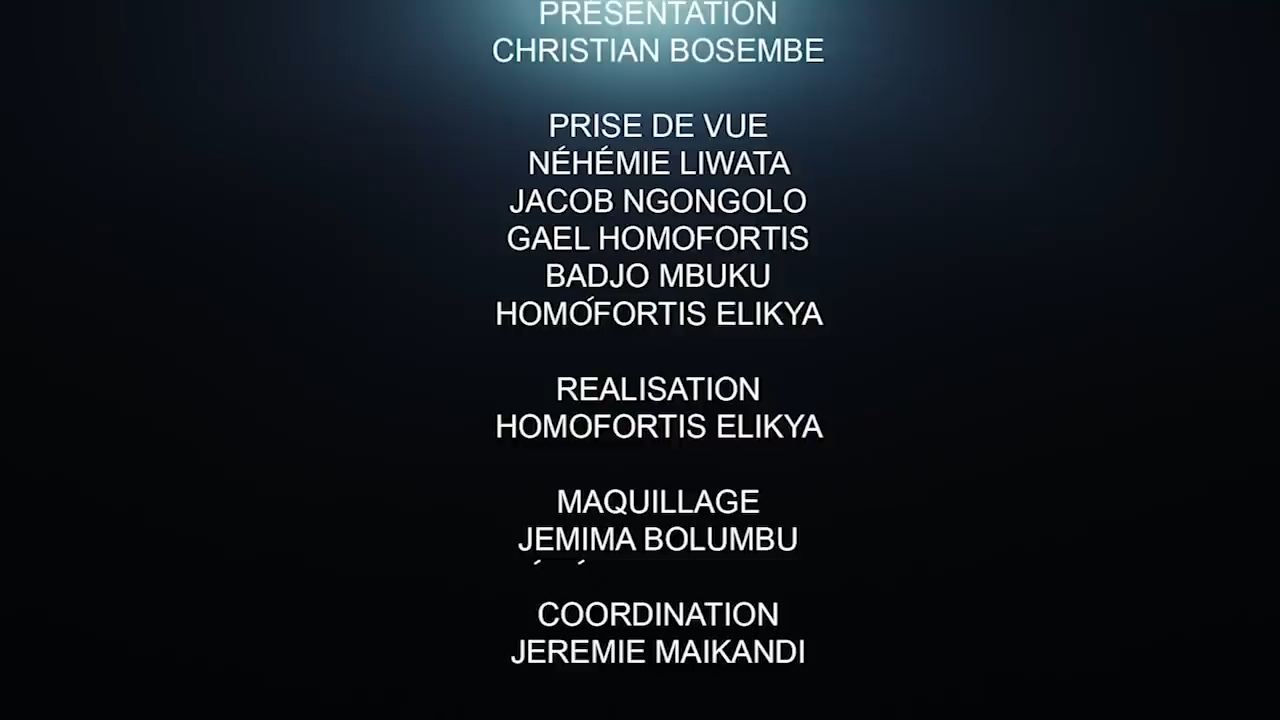 PRESENTATION
CHRISTIAN BOSEMBE
PRISE DE VUE
NÉHÉMIE LIWATA
JACOB NGONGOLO
GAEL HOMOFORTIS
BADJO MBUKU
HOMOFORTIS ELIKYA
REALISATION
HOMOFORTIS ELIKYA
MAQUILLAGE
JEMIMA BOLUMBU
COORDINATION
JEREMIE MAIKANDI